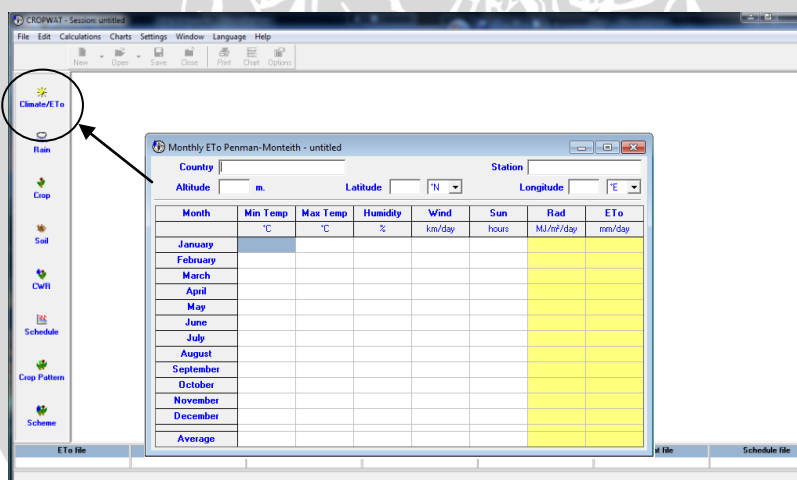 CROPWAT - Session: untitled
File Edit Calculations Charts Settings Window Language Help
New Open Save Close Print Chart Options
Climate/ETo
Rain
Crop
Soil
CWR
Schedule
Crop Pattern
Scheme
Monthly ETo Penman-Monteith - untitled
Country Station
Altitude m. Latitude °N Longitude °E
Month Min Temp Max Temp Humidity Wind Sun Rad ETo
°C °C % km/day hours MJ/m²/day mm/day
January
February
March
April
May
June
July
August
September
October
November
December
Average
ETo file file Schedule file